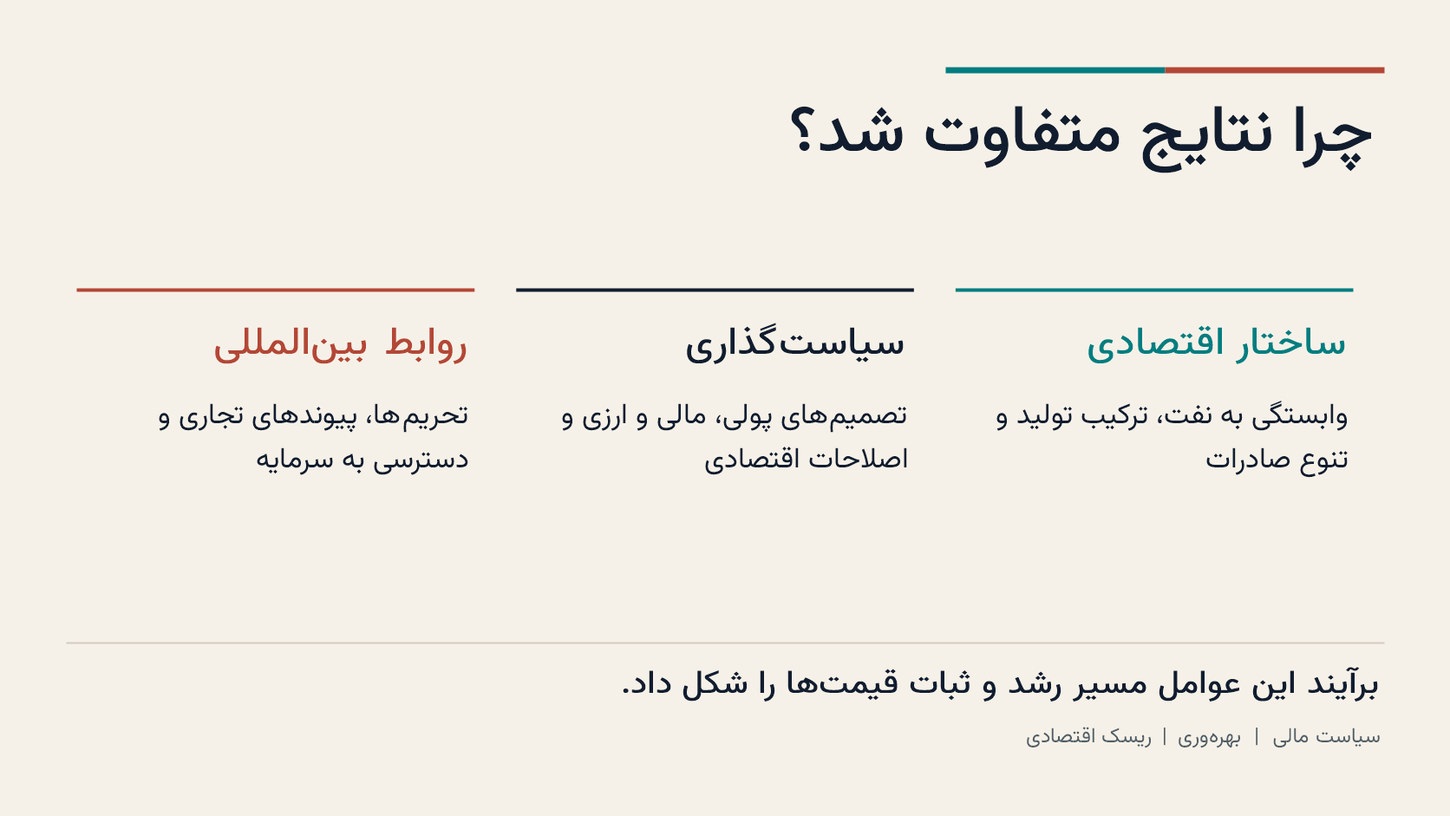 چرا نتایج متفاوت شد؟
ساختار اقتصادی
وابستگی به نفت، ترکیب تولید و
تنوع صادرات
سیاست‌گذاری
تصمیم‌های پولی، مالی و ارزی و
اصلاحات اقتصادی
روابط بین‌المللی
تحریم‌ها، پیوندهای تجاری و
دسترسی به سرمایه
برآیند این عوامل مسیر رشد و ثبات قیمت‌ها را شکل داد.
سیاست مالی | بهره‌وری | ریسک اقتصادی